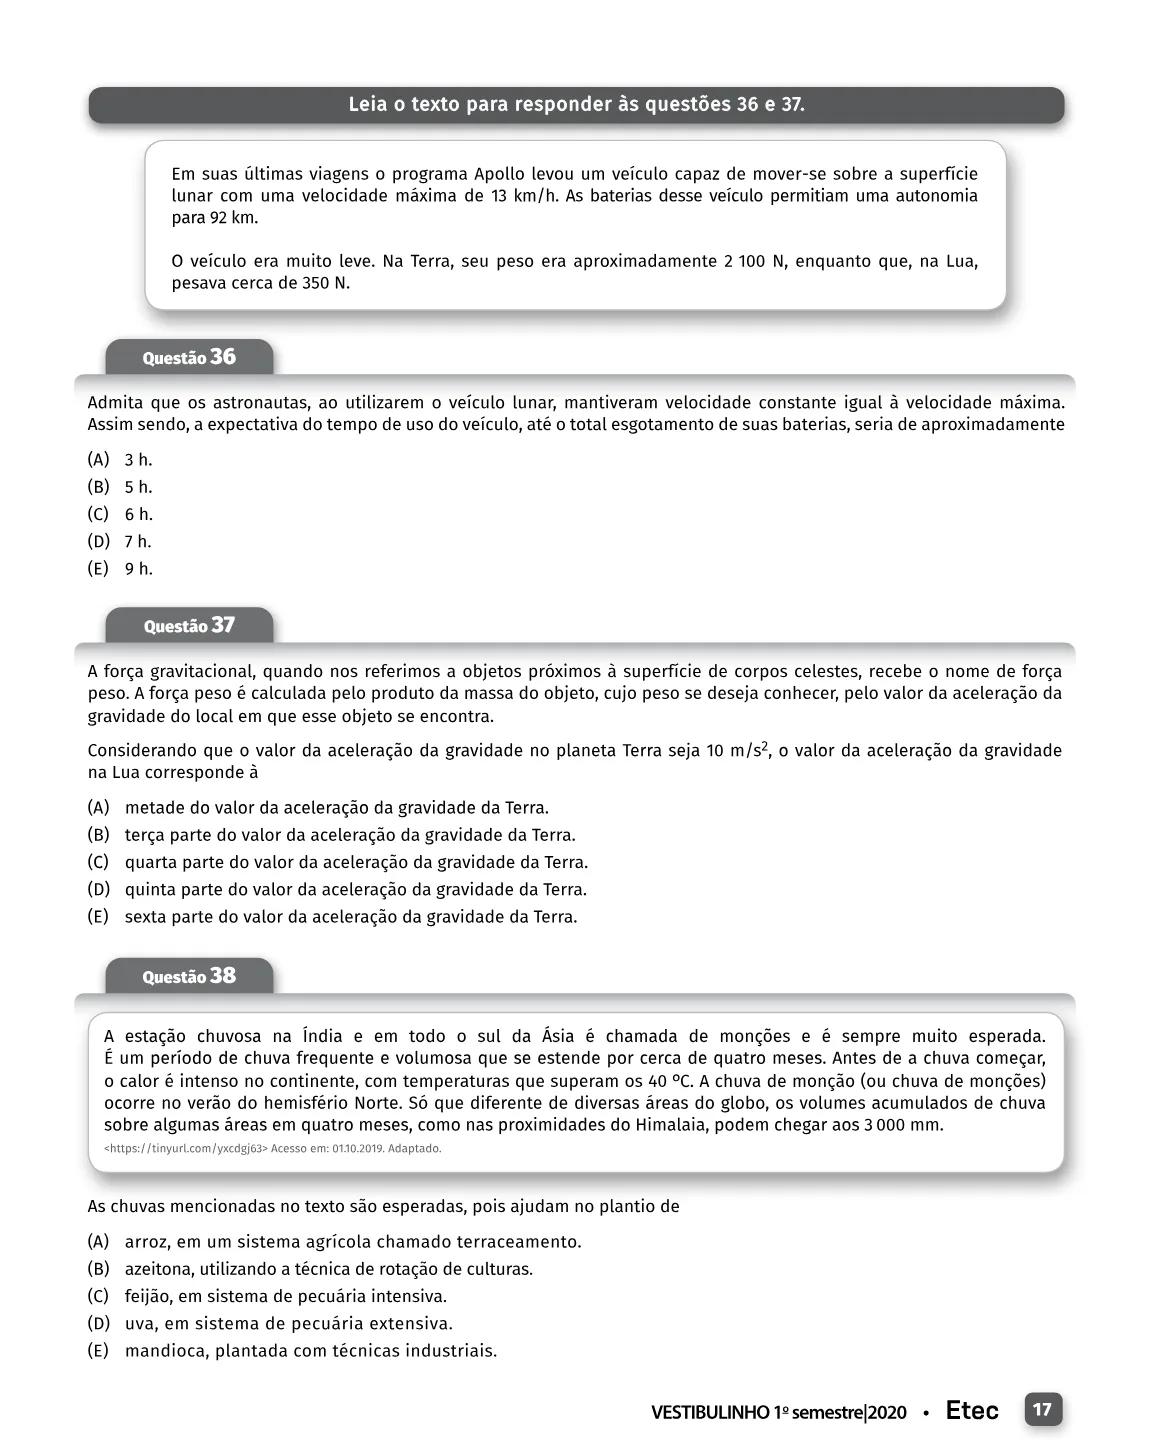 Leia o texto para responder às questões 36 e 37.
Em suas últimas viagens o programa Apollo levou um veículo capaz de mover-se sobre a superfície
lunar com uma velocidade máxima de 13 km/h. As baterias desse veículo permitiam uma autonomia
para 92 km.
O veículo era muito leve. Na Terra, seu peso era aproximadamente 2 100 N, enquanto que, na Lua,
pesava cerca de 350 N.
Questão 36
Admita que os astronautas, ao utilizarem o veículo lunar, mantiveram velocidade constante igual à velocidade máxima.
Assim sendo, a expectativa do tempo de uso do veículo, até o total esgotamento de suas baterias, seria de aproximadamente
(A) 3 h.
(B) 5 h.
(C) 6 h.
(D) 7 h.
(E) 9 h.
Questão 37
A força gravitacional, quando nos referimos a objetos próximos à superfície de corpos celestes, recebe o nome de força
peso. A força peso é calculada pelo produto da massa do objeto, cujo peso se deseja conhecer, pelo valor da aceleração da
gravidade do local em que esse objeto se encontra.
Considerando que o valor da aceleração da gravidade no planeta Terra seja 10 m/s², o valor da aceleração da gravidade
na Lua corresponde à
(A) metade do valor da aceleração da gravidade da Terra.
(B) terça parte do valor da aceleração da gravidade da Terra.
(C) quarta parte do valor da aceleração da gravidade da Terra.
(D) quinta parte do valor da aceleração da gravidade da Terra.
(E) sexta parte do valor da aceleração da gravidade da Terra.
Questão 38
A estação chuvosa na Índia e em todo o sul da Ásia é chamada de monções e é sempre muito esperada.
É um período de chuva frequente e volumosa que se estende por cerca de quatro meses. Antes de a chuva começar,
o calor é intenso no continente, com temperaturas que superam os 40 ºC. A chuva de monção (ou chuva de monções)
ocorre no verão do hemisfério Norte. Só que diferente de diversas áreas do globo, os volumes acumulados de chuva
sobre algumas áreas em quatro meses, como nas proximidades do Himalaia, podem chegar aos 3 000 mm.
<https://tinyurl.com/yxcdgj63> Acesso em: 01.10.2019. Adaptado.
As chuvas mencionadas no texto são esperadas, pois ajudam no plantio de
(A) arroz, em um sistema agrícola chamado terraceamento.
(B) azeitona, utilizando a técnica de rotação de culturas.
(C) feijão, em sistema de pecuária intensiva.
(D) uva, em sistema de pecuária extensiva.
(E) mandioca, plantada com técnicas industriais.
VESTIBULINHO 1º semestre|2020 • Etec 17